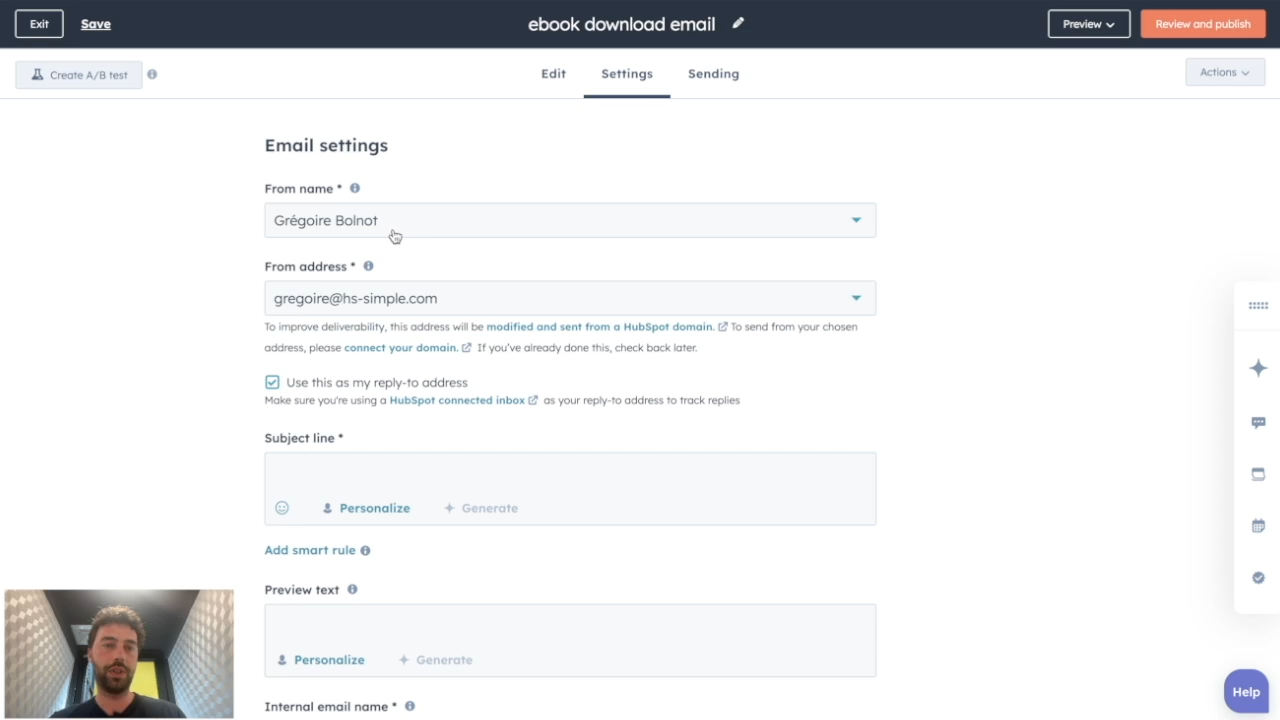 Exit
Save
ebook download email
Preview
Review and publish
Create A/B test
Edit
Settings
Sending
Actions
Email settings
From name *
Grégoire Bolnot
From address *
gregoire@hs-simple.com
To improve deliverability, this address will be modified and sent from a HubSpot domain. To send from your chosen
address, please connect your domain. If you've already done this, check back later.
Use this as my reply-to address
Make sure you're using a HubSpot connected inbox as your reply-to address to track replies
Subject line *
Personalize
Generate
Add smart rule
Preview text
Personalize
Generate
Internal email name *
Help